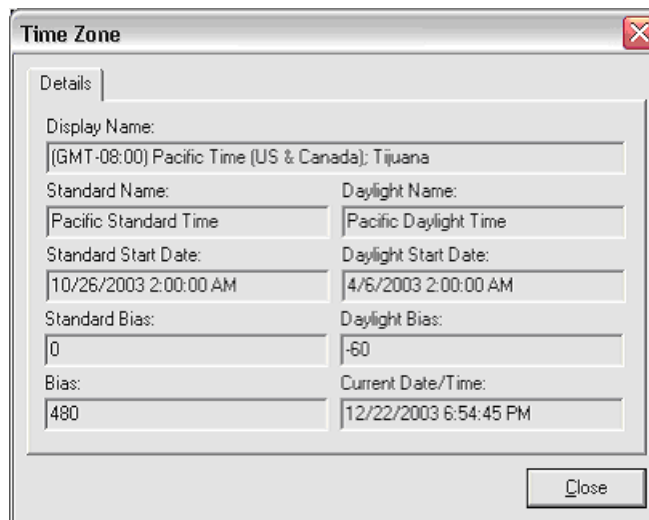 Time Zone
Details
Display Name:
(GMT-08:00) Pacific Time (US & Canada); Tijuana
Standard Name: Daylight Name:
Pacific Standard Time Pacific Daylight Time
Standard Start Date: Daylight Start Date:
10/26/2003 2:00:00 AM 4/6/2003 2:00:00 AM
Standard Bias: Daylight Bias:
0 -60
Bias: Current Date/Time:
480 12/22/2003 6:54:45 PM
Close